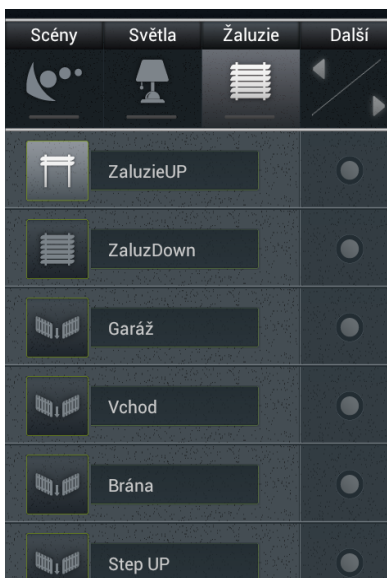 Scény Světla Žaluzie Další
ZaluzieUP
ZaluzDown
Garáž
Vchod
Brána
Step UP